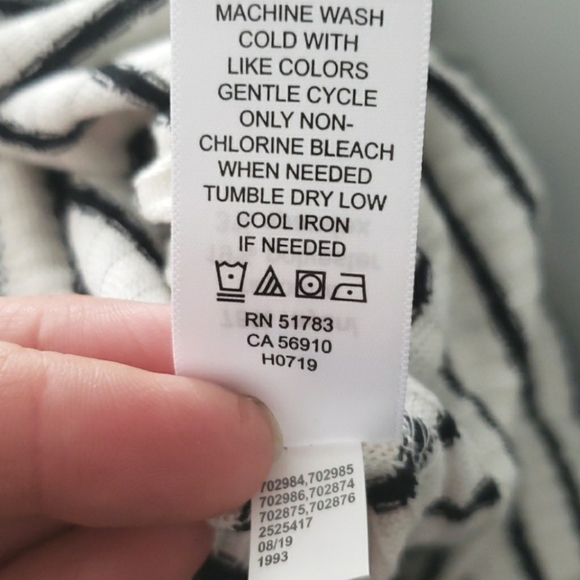 MACHINE WASH
COLD WITH
LIKE COLORS
GENTLE CYCLE
ONLY NON-
CHLORINE BLEACH
WHEN NEEDED
TUMBLE DRY LOW
COOL IRON
IF NEEDED
RN 51783
CA 56910
H0719
702984,702985
702986,702874
702875,702876
2525417
08/19
1993